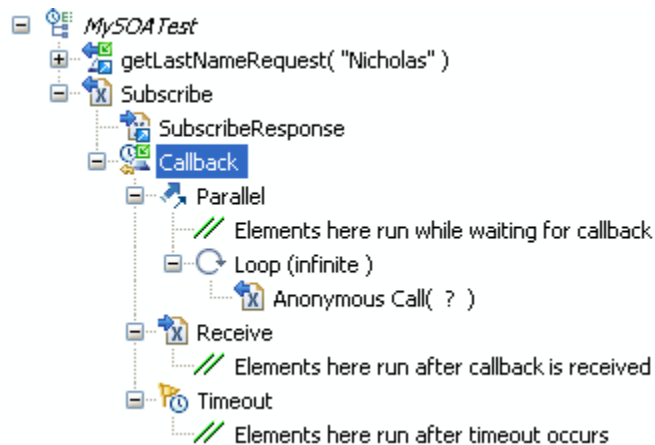 MySOATest
getLastNameRequest( "Nicholas" )
Subscribe
SubscribeResponse
Callback
Parallel
Elements here run while waiting for callback
Loop (infinite )
Anonymous Call( ? )
Receive
Elements here run after callback is received
Timeout
Elements here run after timeout occurs